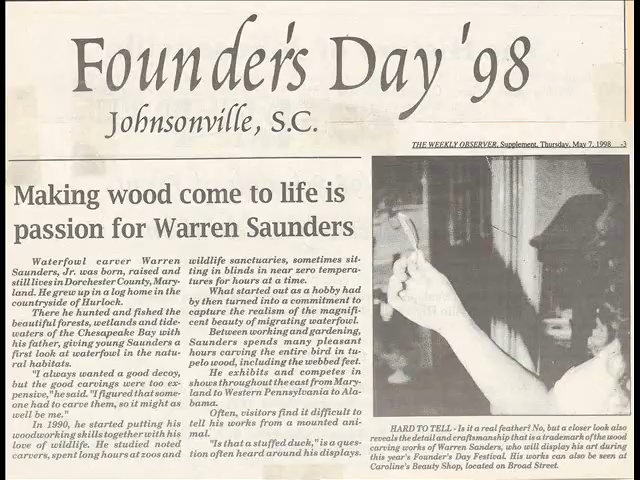 Founder's Day '98
Johnsonville, S.C.
THE WEEKLY OBSERVER, Supplement, Thursday, May 7, 1998 -3
Making wood come to life is
passion for Warren Saunders
Waterfowl carver Warren
Saunders, Jr. was born, raised and
still lives in Dorchester County, Mary-
land. He grew up in a log home in the
countryside of Hurlock.
There he hunted and fished the
beautiful forests, wetlands and tide-
waters of the Chesapeake Bay with
his father, giving young Saunders a
first look at waterfowl in the natu-
ral habitats.
"I always wanted a good decoy,
but the good carvings were too ex-
pensive," he said. "I figured that some-
one had to carve them, so it might as
well be me."
In 1990, he started putting his
woodworking skills together with his
love of wildlife. He studied noted
carvers, spent long hours at zoos and
wildlife sanctuaries, sometimes sit-
ting in blinds in near zero tempera-
tures for hours at a time.
What started out as a hobby had
by then turned into a commitment to
capture the realism of the magnifi-
cent beauty of migrating waterfowl.
Between working and gardening,
Saunders spends many pleasant
hours carving the entire bird in tu-
pelo wood, including the webbed feet.
He exhibits and competes in
shows throughout the east from Mary-
land to Western Pennsylvania to Ala-
bama.
Often, visitors find it difficult to
tell his works from a mounted ani-
mal.
"Is that a stuffed duck," is a ques-
tion often heard around his displays.
HARD TO TELL - Is it a real feather? No, but a closer look also
reveals the detail and craftsmanship that is a trademark of the wood
carving works of Warren Sanders, who will display his art during
this year's Founder's Day Festival. His works can also be seen at
Caroline's Beauty Shop, located on Broad Street.